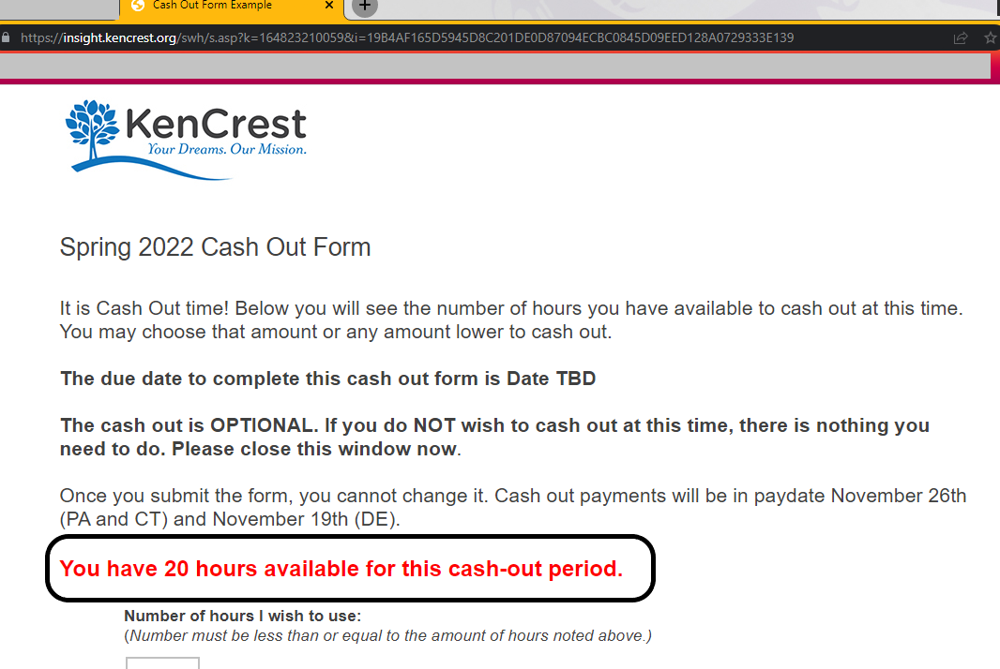 Cash Out Form Example
https://insight.kencrest.org/swh/s.asp?k=164823210059&i=19B4AF165D5945D8C201DE0D87094ECBC0845D09EED128A0729333E139
KenCrest
Your Dreams. Our Mission.
Spring 2022 Cash Out Form
It is Cash Out time! Below you will see the number of hours you have available to cash out at this time.
You may choose that amount or any amount lower to cash out.
The due date to complete this cash out form is Date TBD
The cash out is OPTIONAL. If you do NOT wish to cash out at this time, there is nothing you
need to do. Please close this window now.
Once you submit the form, you cannot change it. Cash out payments will be in paydate November 26th
(PA and CT) and November 19th (DE).
You have 20 hours available for this cash-out period.
Number of hours I wish to use:
(Number must be less than or equal to the amount of hours noted above.)